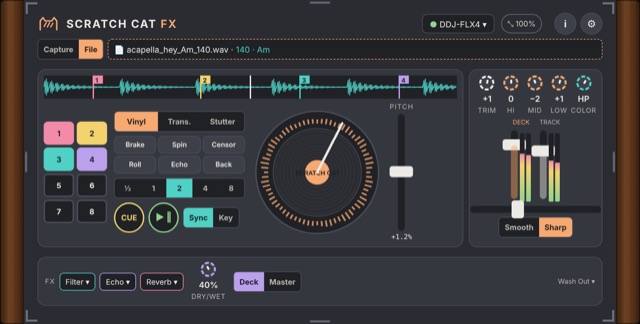 SCRATCH CAT FX
DDJ-FLX4 ▾
100%
i
Capture
File
acapella_hey_Am_140.wav · 140 · Am
1
2
3
4
PITCH
+1 0 −2 +1 HP
TRIM HI MID LOW COLOR
DECK TRACK
1 2
3 4
5 6
7 8
Vinyl Trans. Stutter
Brake Spin Censor
Roll Echo Back
½ 1 2 4 8
CUE
Sync Key
SCRATCH CAT
+1.2%
Smooth Sharp
FX
Filter ▾ Echo ▾ Reverb ▾
40%
DRY/WET
Deck Master
Wash Out ▾